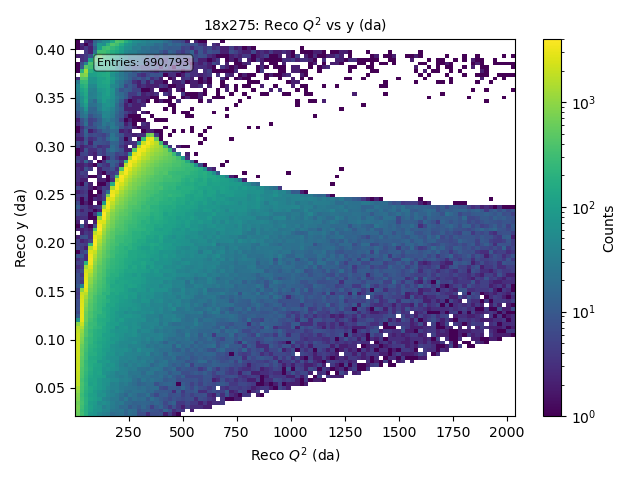 18x275: Reco Q² vs y (da)
Entries: 690,793
0.40
0.35
0.30
0.25
0.20
0.15
0.10
0.05
Reco y (da)
250 500 750 1000 1250 1500 1750 2000
Reco Q² (da)
10³
10²
10¹
10⁰
Counts